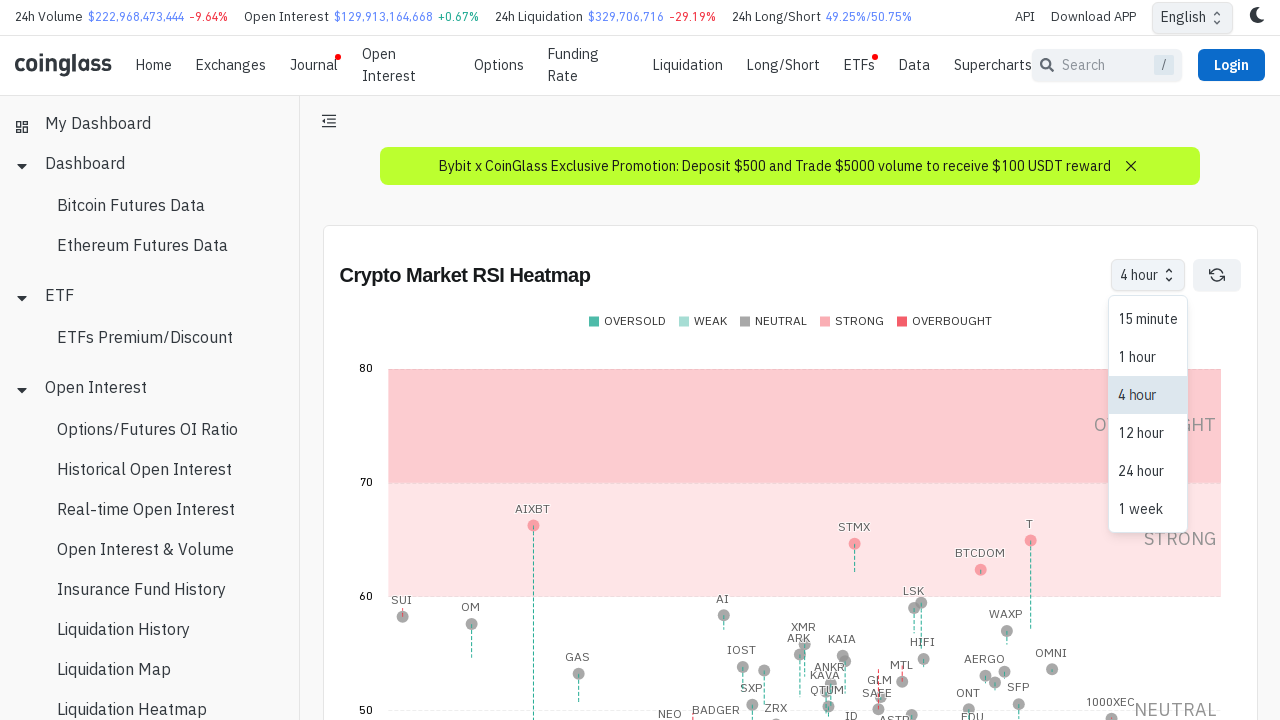 24h Volume $222,968,473,444 -9.64% Open Interest $129,913,164,668 +0.67% 24h Liquidation $329,706,716 -29.19% 24h Long/Short 49.25%/50.75% API Download APP English
coinglass Home Exchanges Journal Open Interest Options Funding Rate Liquidation Long/Short ETFs Data Supercharts Search / Login
My Dashboard
Dashboard
Bitcoin Futures Data
Ethereum Futures Data
ETF
ETFs Premium/Discount
Open Interest
Options/Futures OI Ratio
Historical Open Interest
Real-time Open Interest
Open Interest & Volume
Insurance Fund History
Liquidation History
Liquidation Map
Liquidation Heatmap
Bybit x CoinGlass Exclusive Promotion: Deposit $500 and Trade $5000 volume to receive $100 USDT reward
Crypto Market RSI Heatmap
4 hour
15 minute
1 hour
4 hour
12 hour
24 hour
1 week
OVERSOLD WEAK NEUTRAL STRONG OVERBOUGHT
80
70
AIXBT
STMX
T
STRONG
BTCDOM
60
SUI
OM
AI
LSK
WAXP
XMR
ARK
KAIA
HIFI
IOST
GAS
ANKR
MTL
AERGO
OMNI
KAVA
GLM
SXP
QTUM
SAFE
ONT
SFP
1000XEC
50
NEO
BADGER
ZRX
ID
ASTR
EDU
NEUTRAL